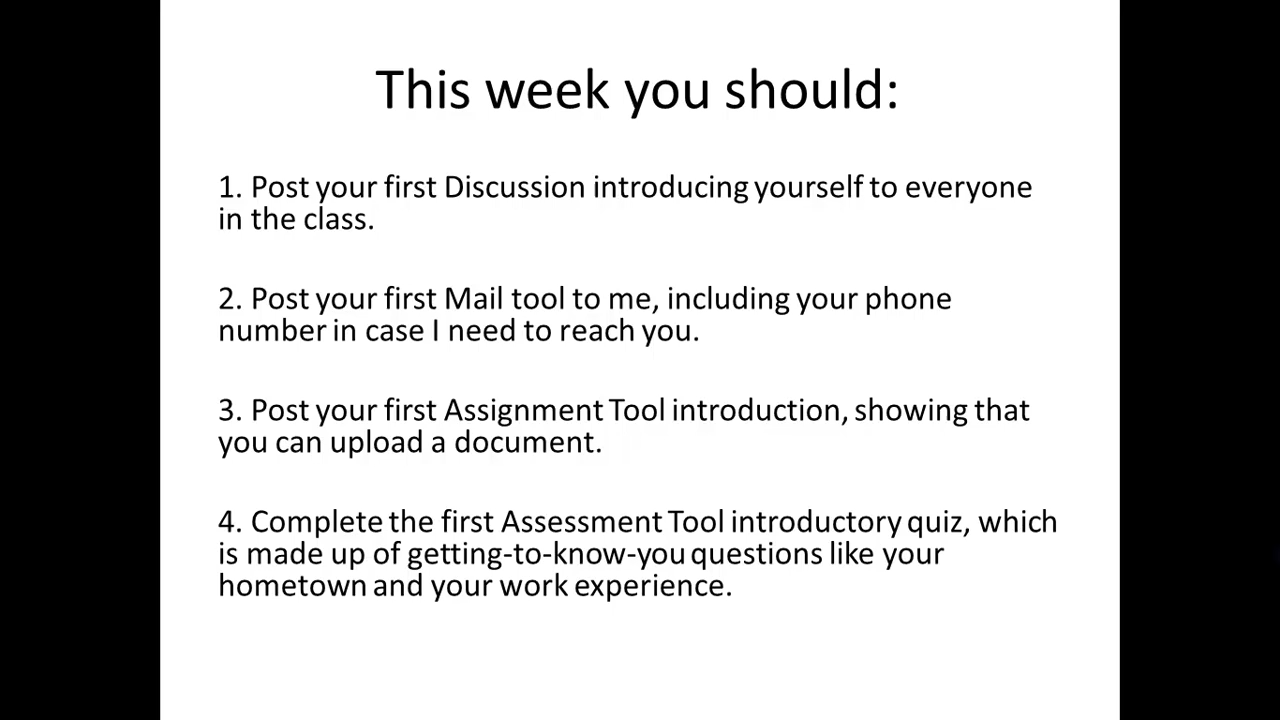 This week you should:
1. Post your first Discussion introducing yourself to everyone
in the class.
2. Post your first Mail tool to me, including your phone
number in case I need to reach you.
3. Post your first Assignment Tool introduction, showing that
you can upload a document.
4. Complete the first Assessment Tool introductory quiz, which
is made up of getting-to-know-you questions like your
hometown and your work experience.